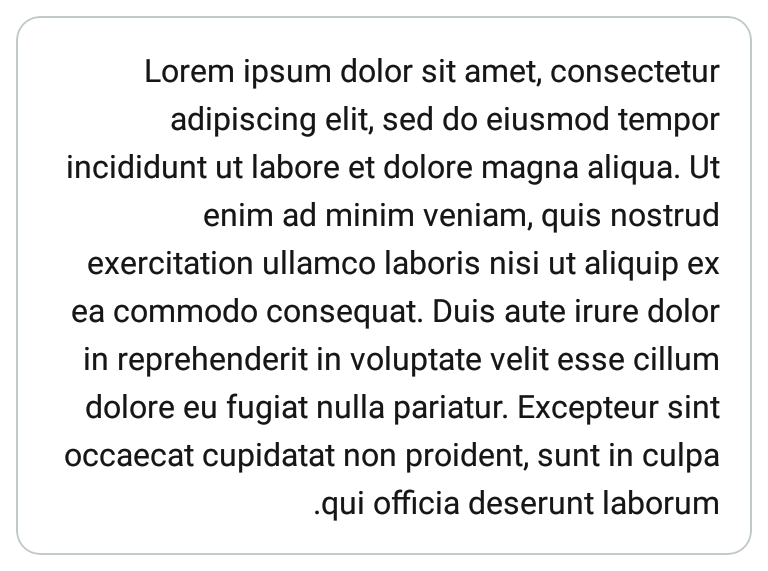 Lorem ipsum dolor sit amet, consectetur
adipiscing elit, sed do eiusmod tempor
incididunt ut labore et dolore magna aliqua. Ut
enim ad minim veniam, quis nostrud
exercitation ullamco laboris nisi ut aliquip ex
ea commodo consequat. Duis aute irure dolor
in reprehenderit in voluptate velit esse cillum
dolore eu fugiat nulla pariatur. Excepteur sint
occaecat cupidatat non proident, sunt in culpa
.qui officia deserunt laborum